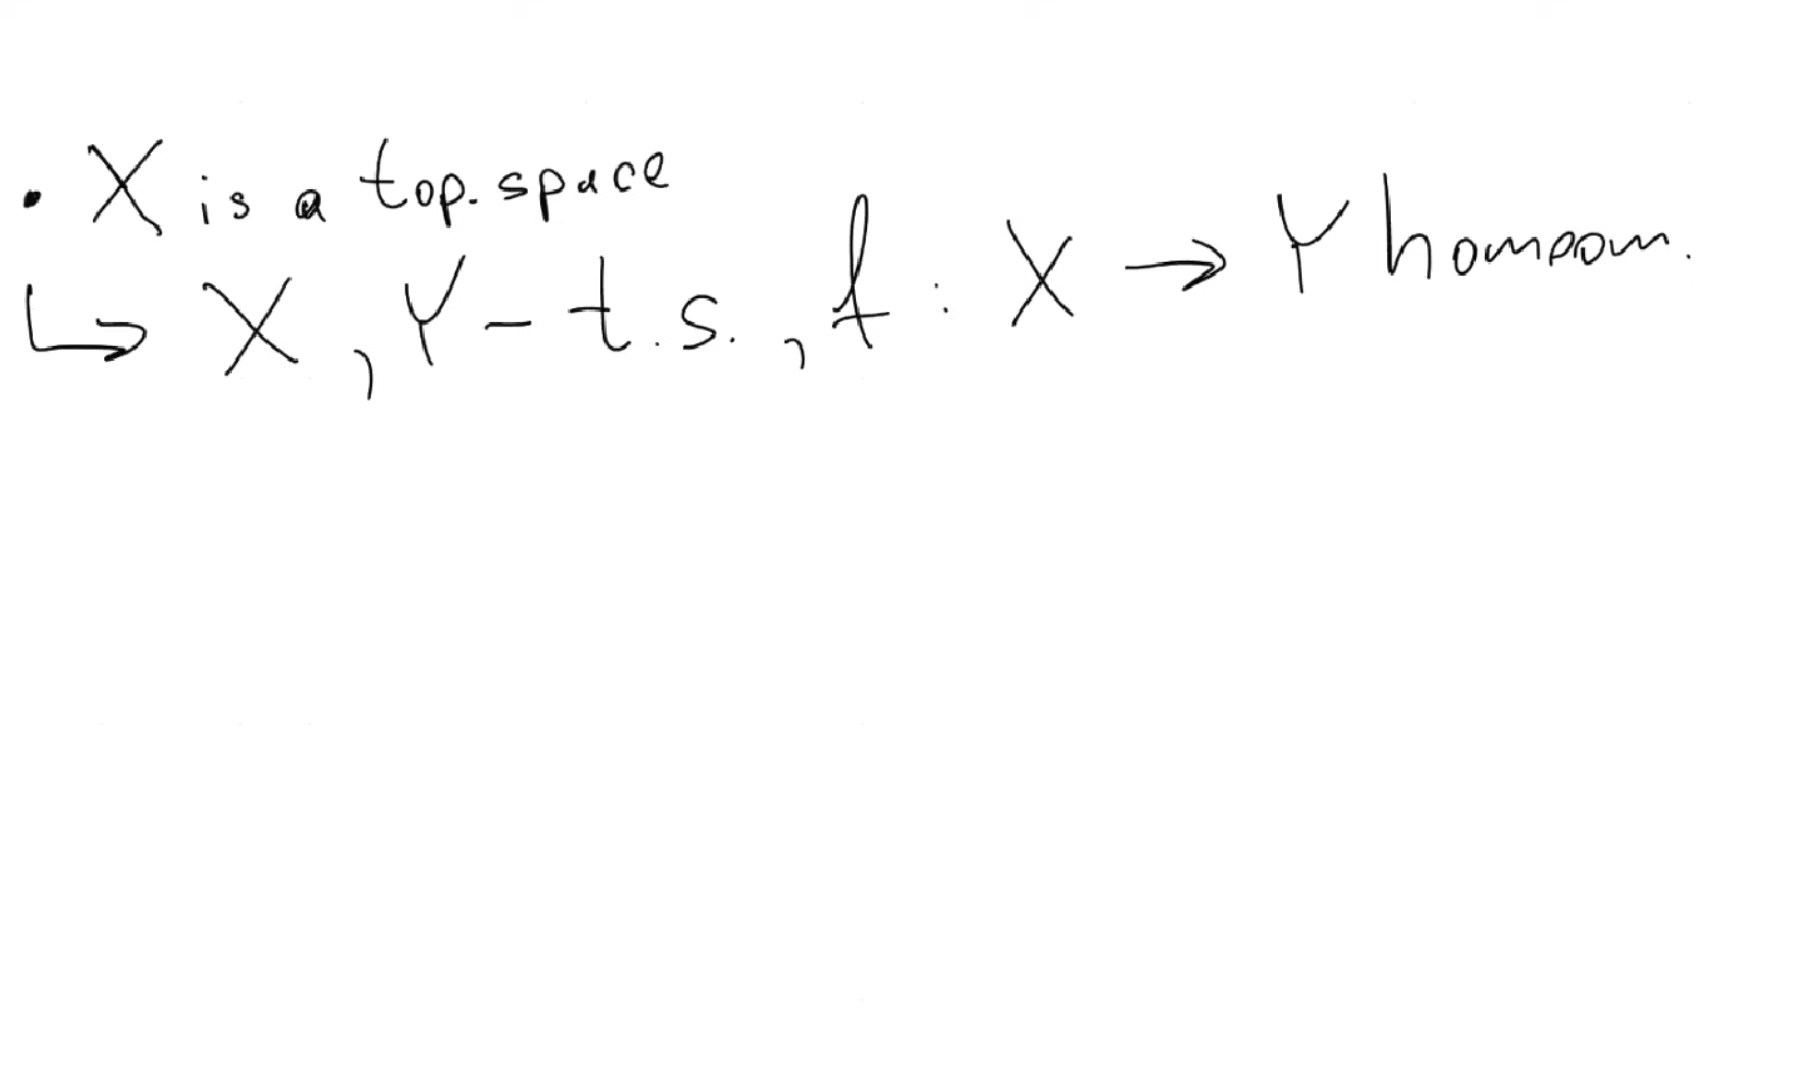 • X is a top. space
↳ X, Y - t.s., f: X → Y homeom.